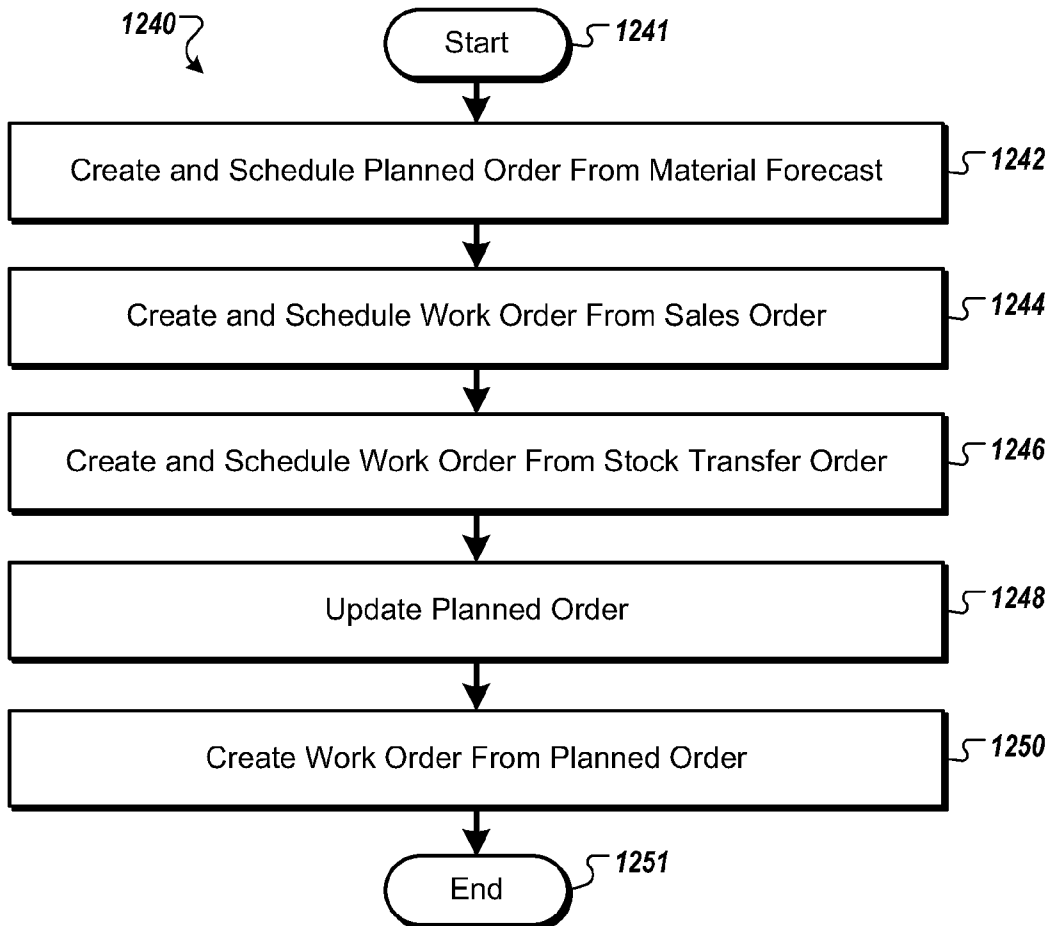 1240
Start
1241
Create and Schedule Planned Order From Material Forecast
1242
Create and Schedule Work Order From Sales Order
1244
Create and Schedule Work Order From Stock Transfer Order
1246
Update Planned Order
1248
Create Work Order From Planned Order
1250
End
1251